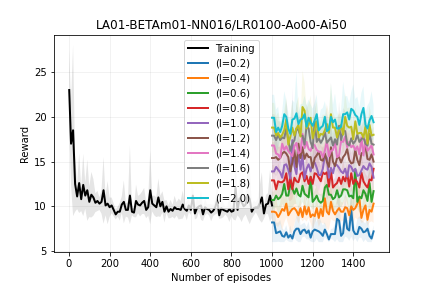 LA01-BETAm01-NN016/LR0100-Ao00-Ai50
Reward
25
20
15
10
5
Training
(l=0.2)
(l=0.4)
(l=0.6)
(l=0.8)
(l=1.0)
(l=1.2)
(l=1.4)
(l=1.6)
(l=1.8)
(l=2.0)
0 200 400 600 800 1000 1200 1400
Number of episodes